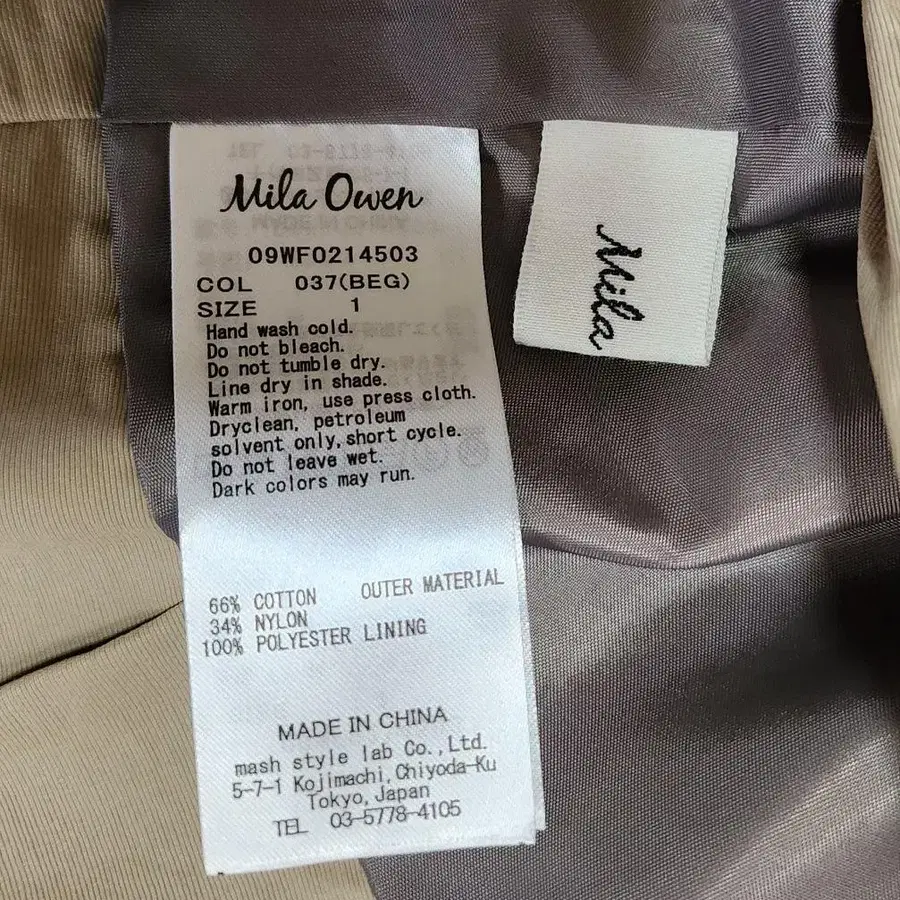 Mila Owen
09WFO214503
COL 037(BEG)
SIZE 1
Hand wash cold.
Do not bleach.
Do not tumble dry.
Line dry in shade.
Warm iron, use press cloth.
Dryclean, petroleum
solvent only,short cycle.
Do not leave wet.
Dark colors may run.
66% COTTON OUTER MATERIAL
34% NYLON
100% POLYESTER LINING
MADE IN CHINA
mash style lab Co.,Ltd.
5-7-1 Kojimachi,Chiyoda-Ku
Tokyo,Japan
TEL 03-5778-4105
Mila